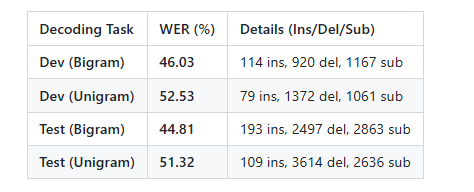 Decoding Task WER (%) Details (Ins/Del/Sub)
Dev (Bigram) 46.03 114 ins, 920 del, 1167 sub
Dev (Unigram) 52.53 79 ins, 1372 del, 1061 sub
Test (Bigram) 44.81 193 ins, 2497 del, 2863 sub
Test (Unigram) 51.32 109 ins, 3614 del, 2636 sub